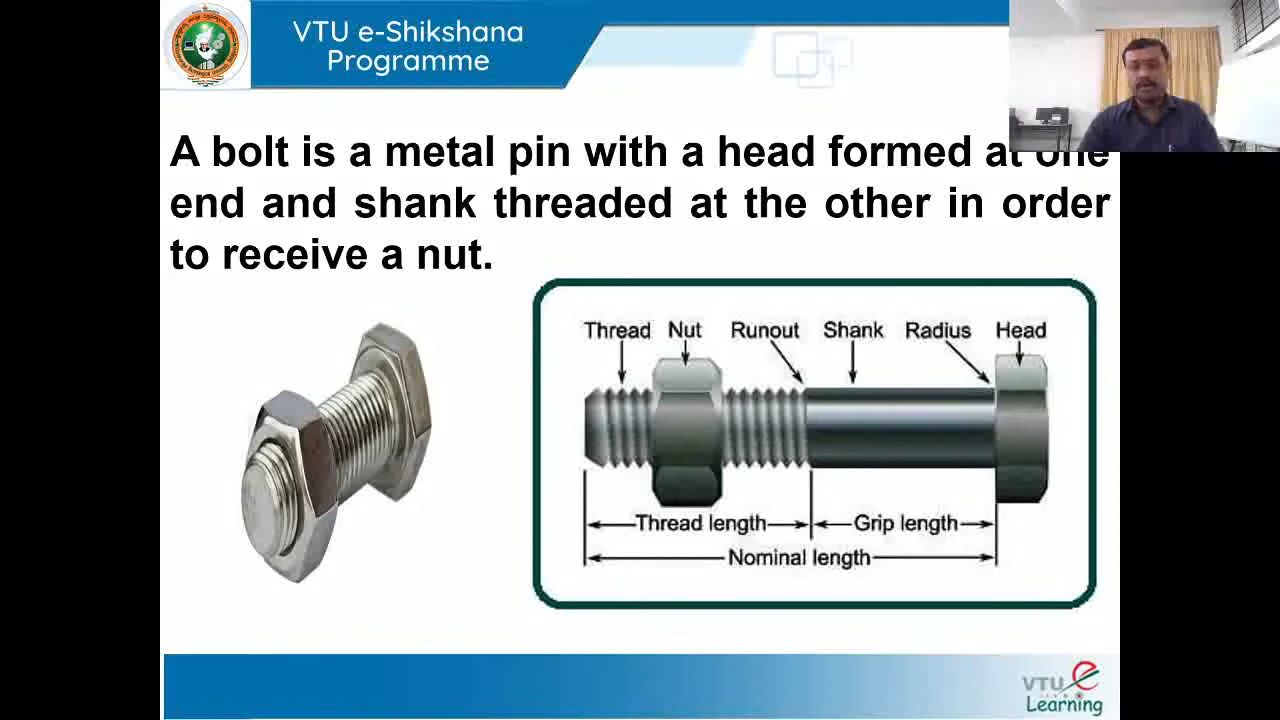 VTU e-Shikshana
Programme
A bolt is a metal pin with a head formed at one
end and shank threaded at the other in order
to receive a nut.
Thread Nut Runout Shank Radius Head
Thread length Grip length
Nominal length
VTU e
Learning